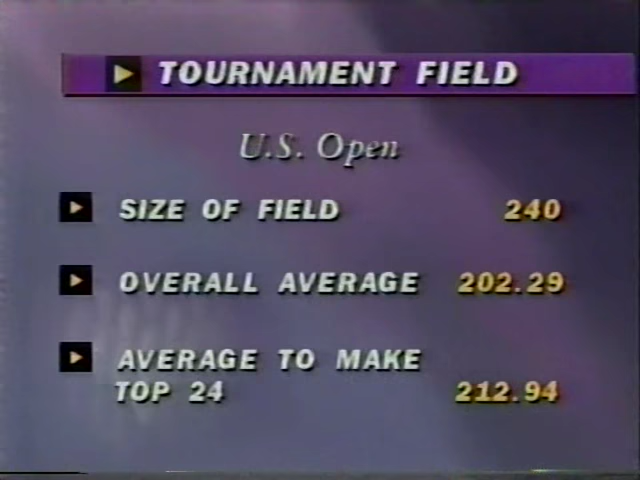 TOURNAMENT FIELD
U.S. Open
SIZE OF FIELD 240
OVERALL AVERAGE 202.29
AVERAGE TO MAKE
TOP 24 212.94